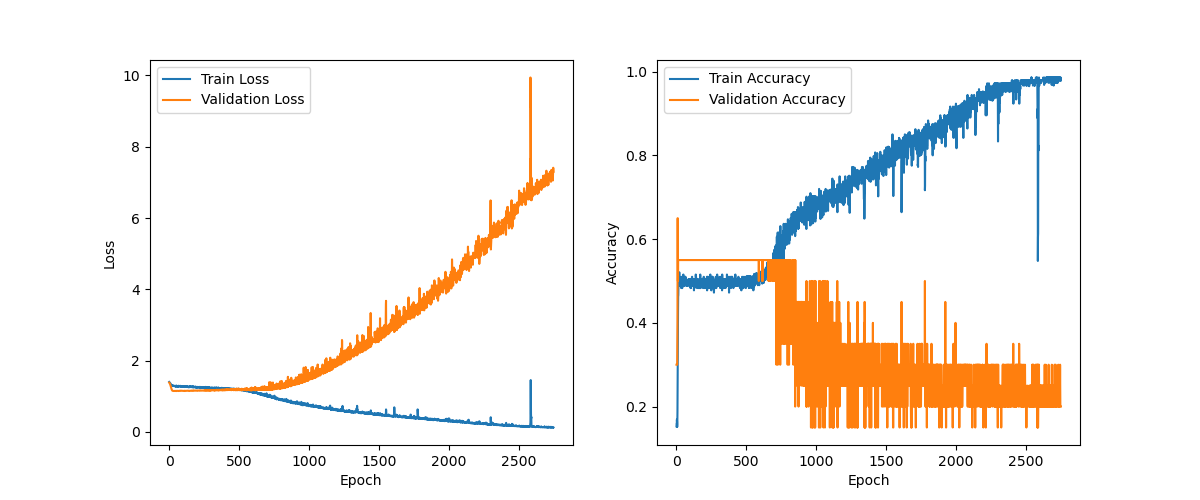 Train Loss
Validation Loss
Loss
10
8
6
4
2
0
0 500 1000 1500 2000 2500
Epoch
Train Accuracy
Validation Accuracy
Accuracy
1.0
0.8
0.6
0.4
0.2
0 500 1000 1500 2000 2500
Epoch